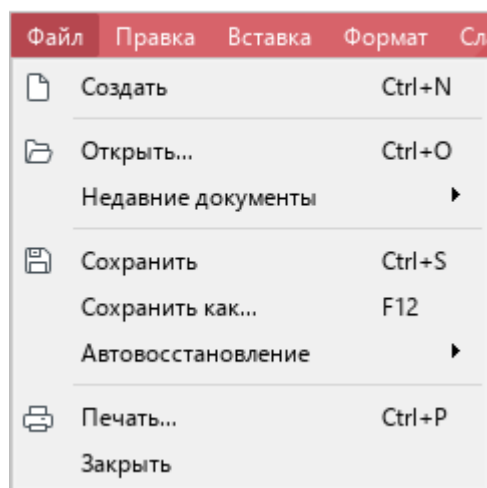 Файл Правка Вставка Формат Сл
Создать Ctrl+N
Открыть... Ctrl+O
Недавние документы
Сохранить Ctrl+S
Сохранить как... F12
Автовосстановление
Печать... Ctrl+P
Закрыть